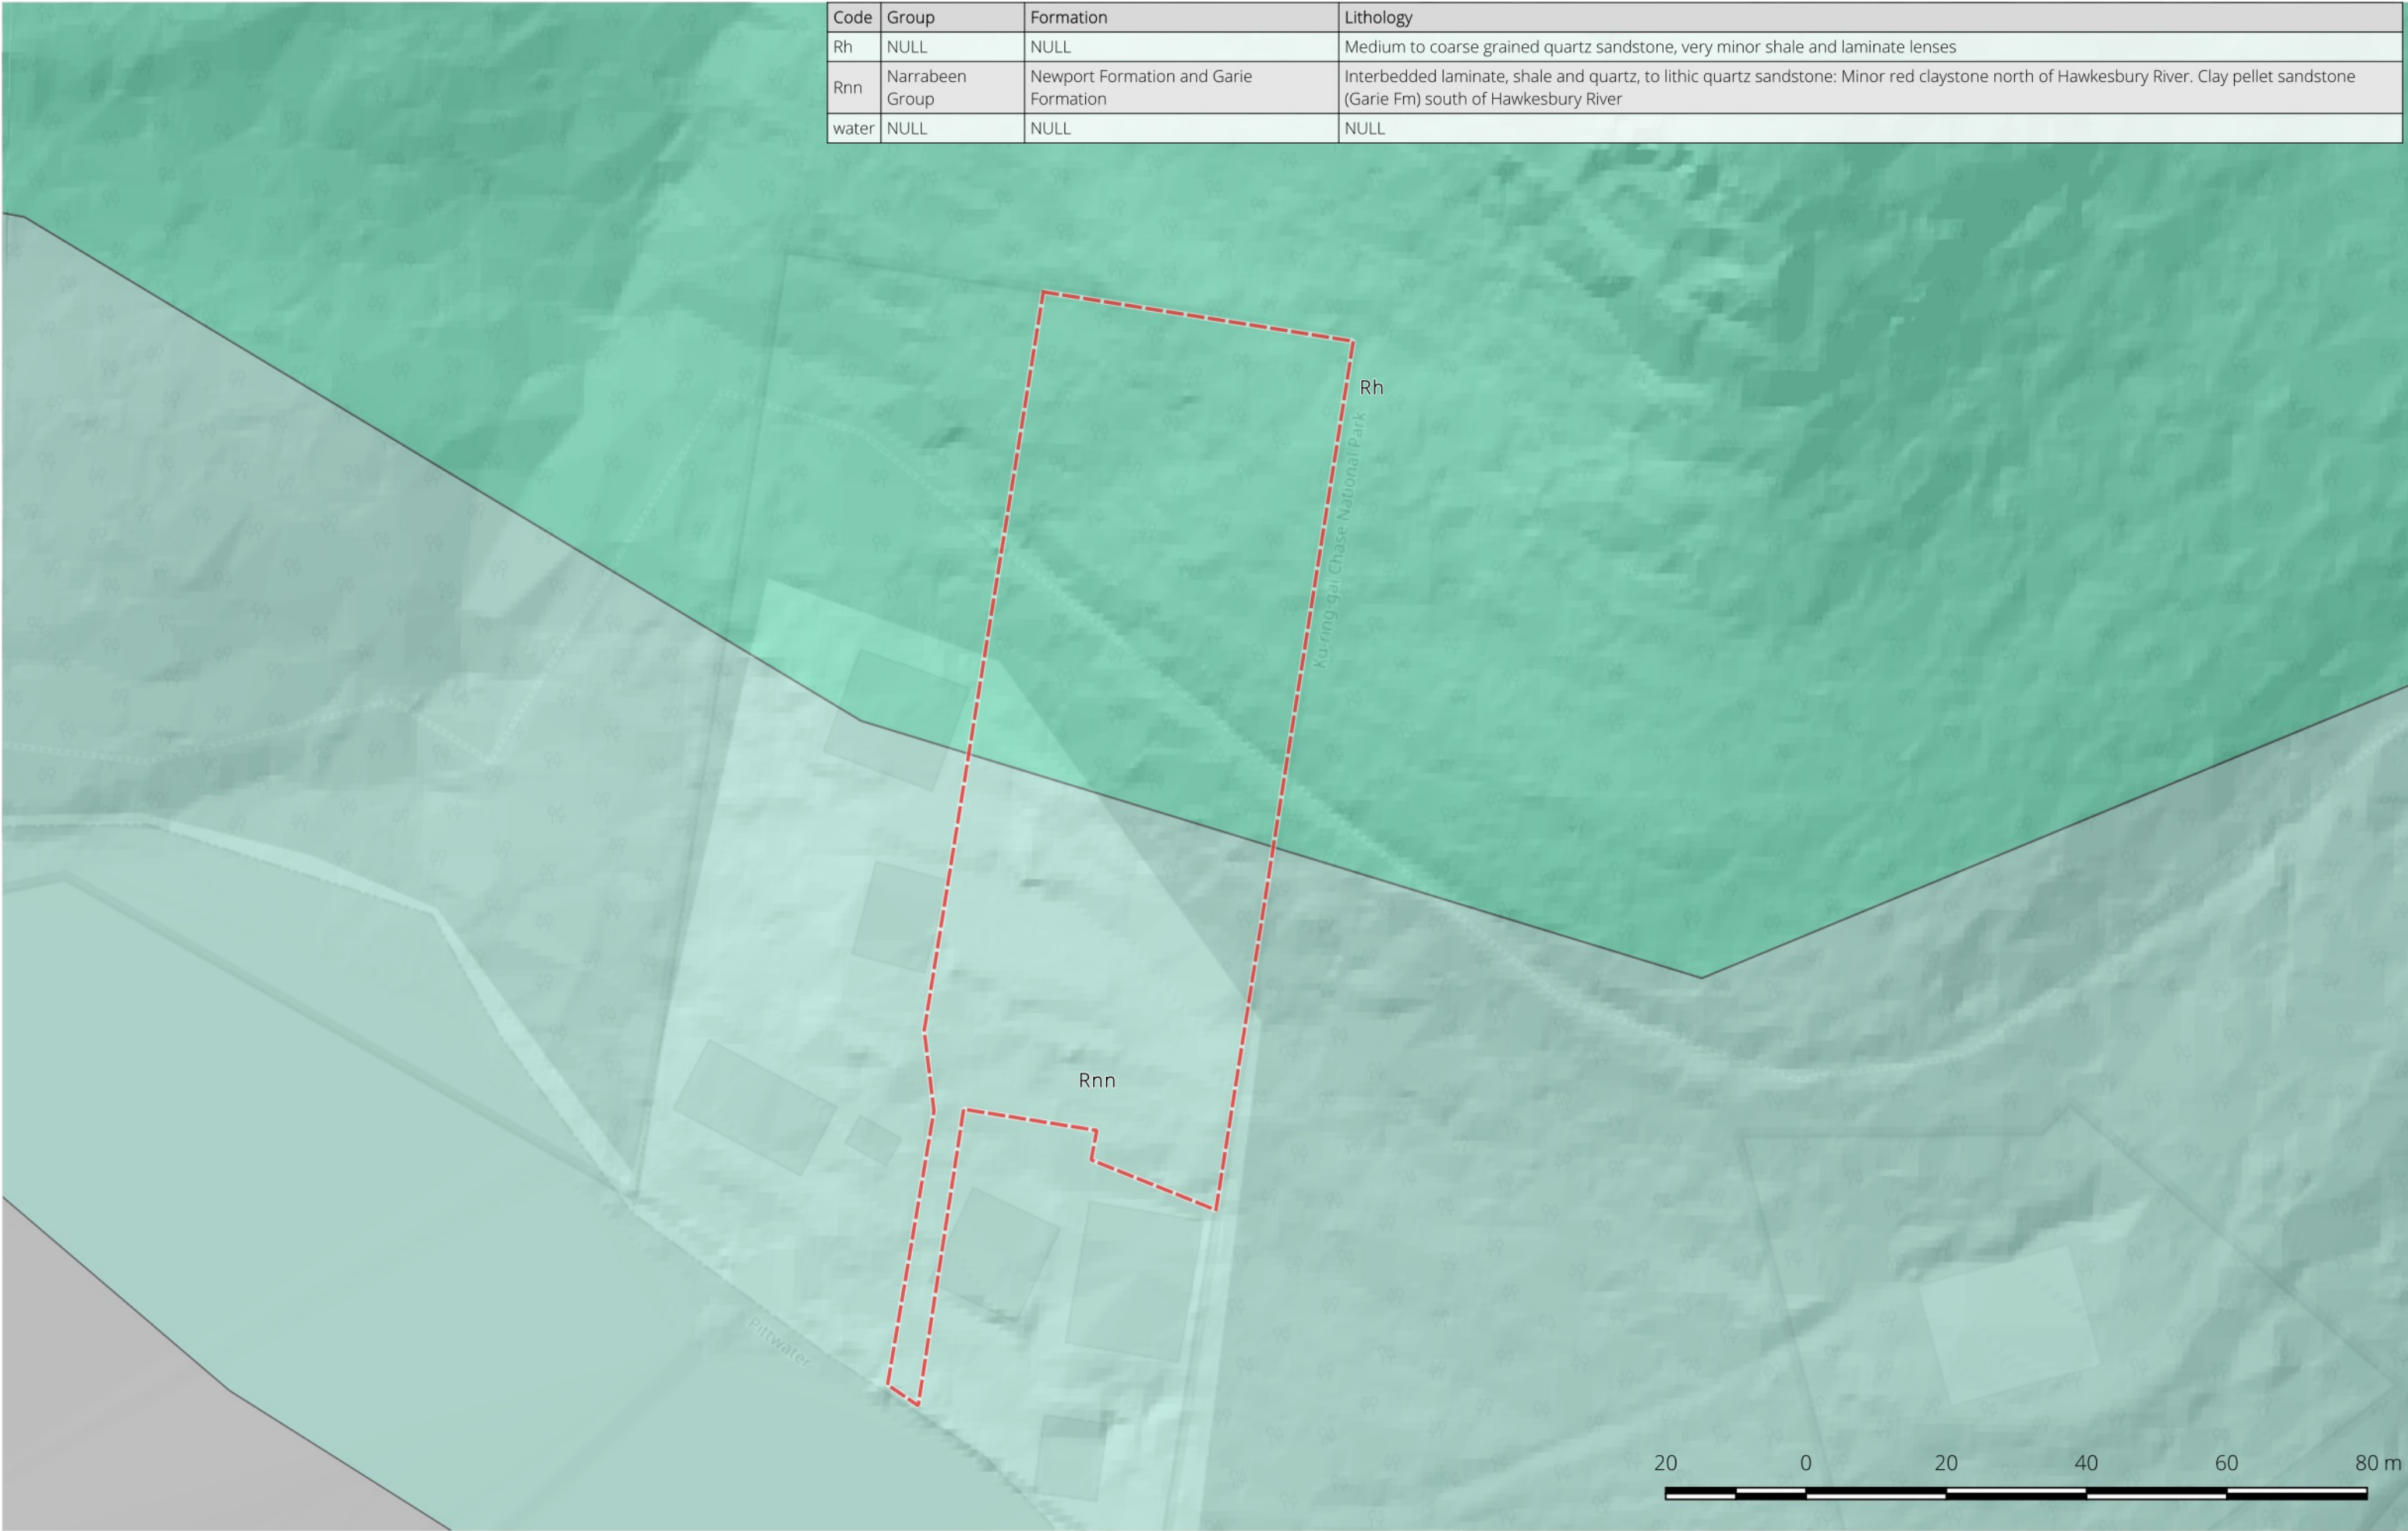 Code Group Formation Lithology
Rh NULL NULL Medium to coarse grained quartz sandstone, very minor shale and laminate lenses
Rnn Narrabeen Group Newport Formation and Garie Formation Interbedded laminate, shale and quartz, to lithic quartz sandstone: Minor red claystone north of Hawkesbury River. Clay pellet sandstone (Garie Fm) south of Hawkesbury River
water NULL NULL NULL
Rh
Ku-ring-gai Chase National Park
Rnn
Pittwater
20 0 20 40 60 80 m